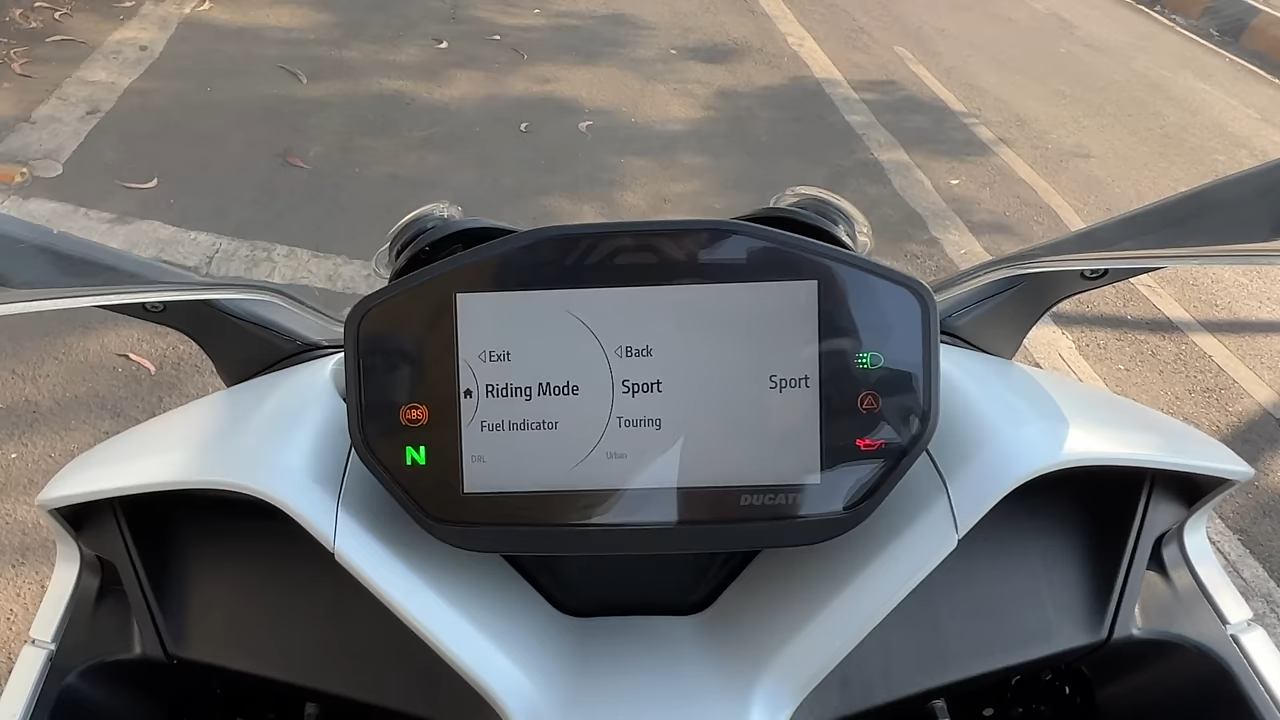 Exit
Riding Mode
Fuel Indicator
DRL
Back
Sport
Touring
Urban
Sport
ABS
N
DUCATI